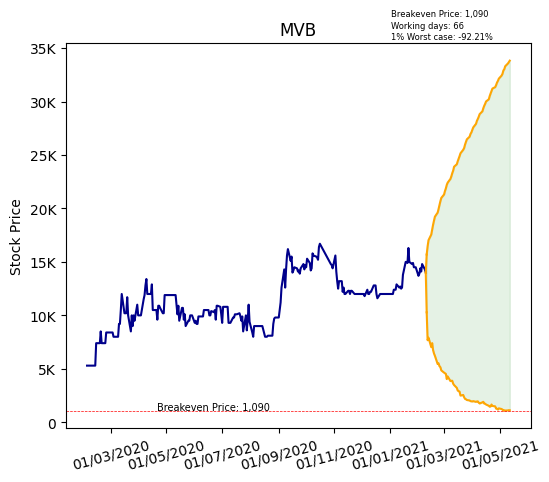 Breakeven Price: 1,090
Working days: 66
1% Worst case: -92.21%
MVB
35K
30K
25K
20K
15K
10K
5K
0
Stock Price
Breakeven Price: 1,090
01/03/2020 01/05/2020 01/07/2020 01/09/2020 01/11/2020 01/01/2021 01/03/2021 01/05/2021